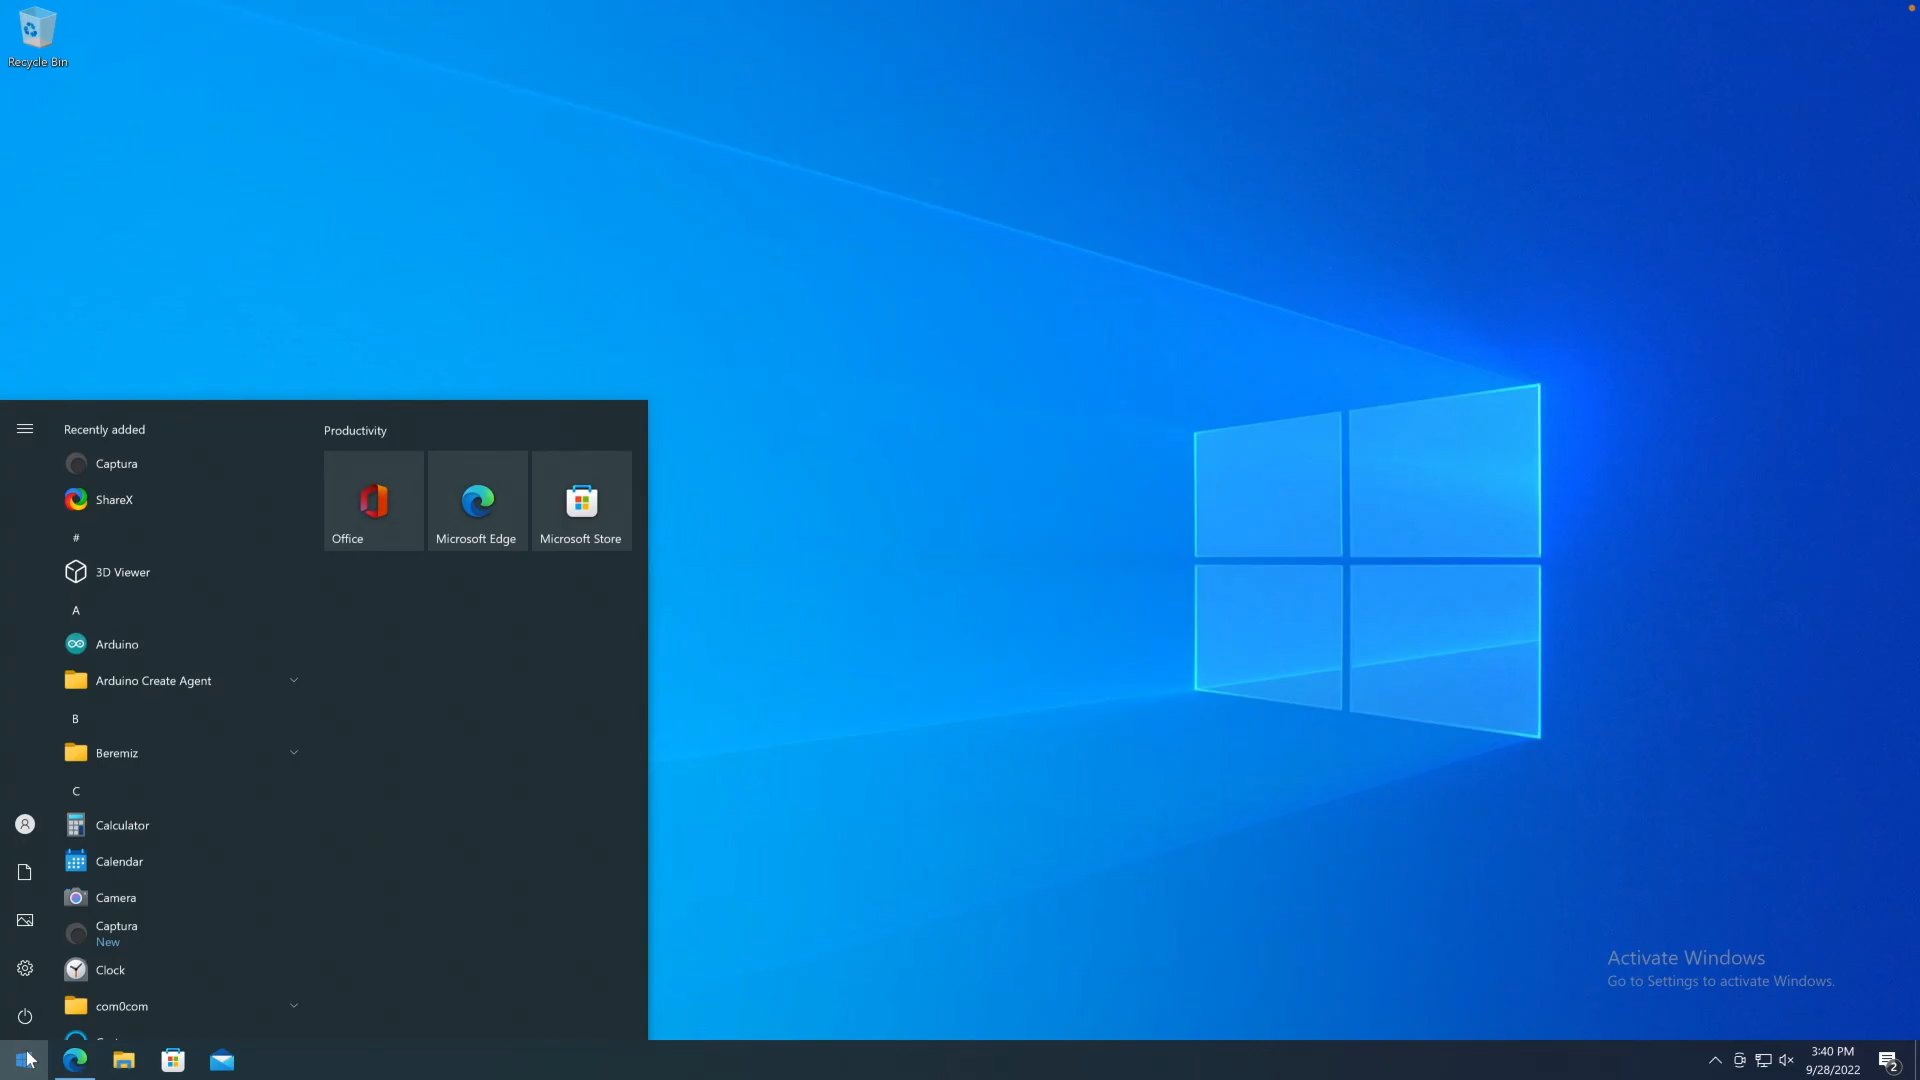 Recycle Bin
Recently added
Captura
ShareX
#
3D Viewer
A
Arduino
Arduino Create Agent
B
Beremiz
C
Calculator
Calendar
Camera
Captura
New
Clock
com0com
Productivity
Office
Microsoft Edge
Microsoft Store
Activate Windows
Go to Settings to activate Windows.
3:40 PM
9/28/2022
2